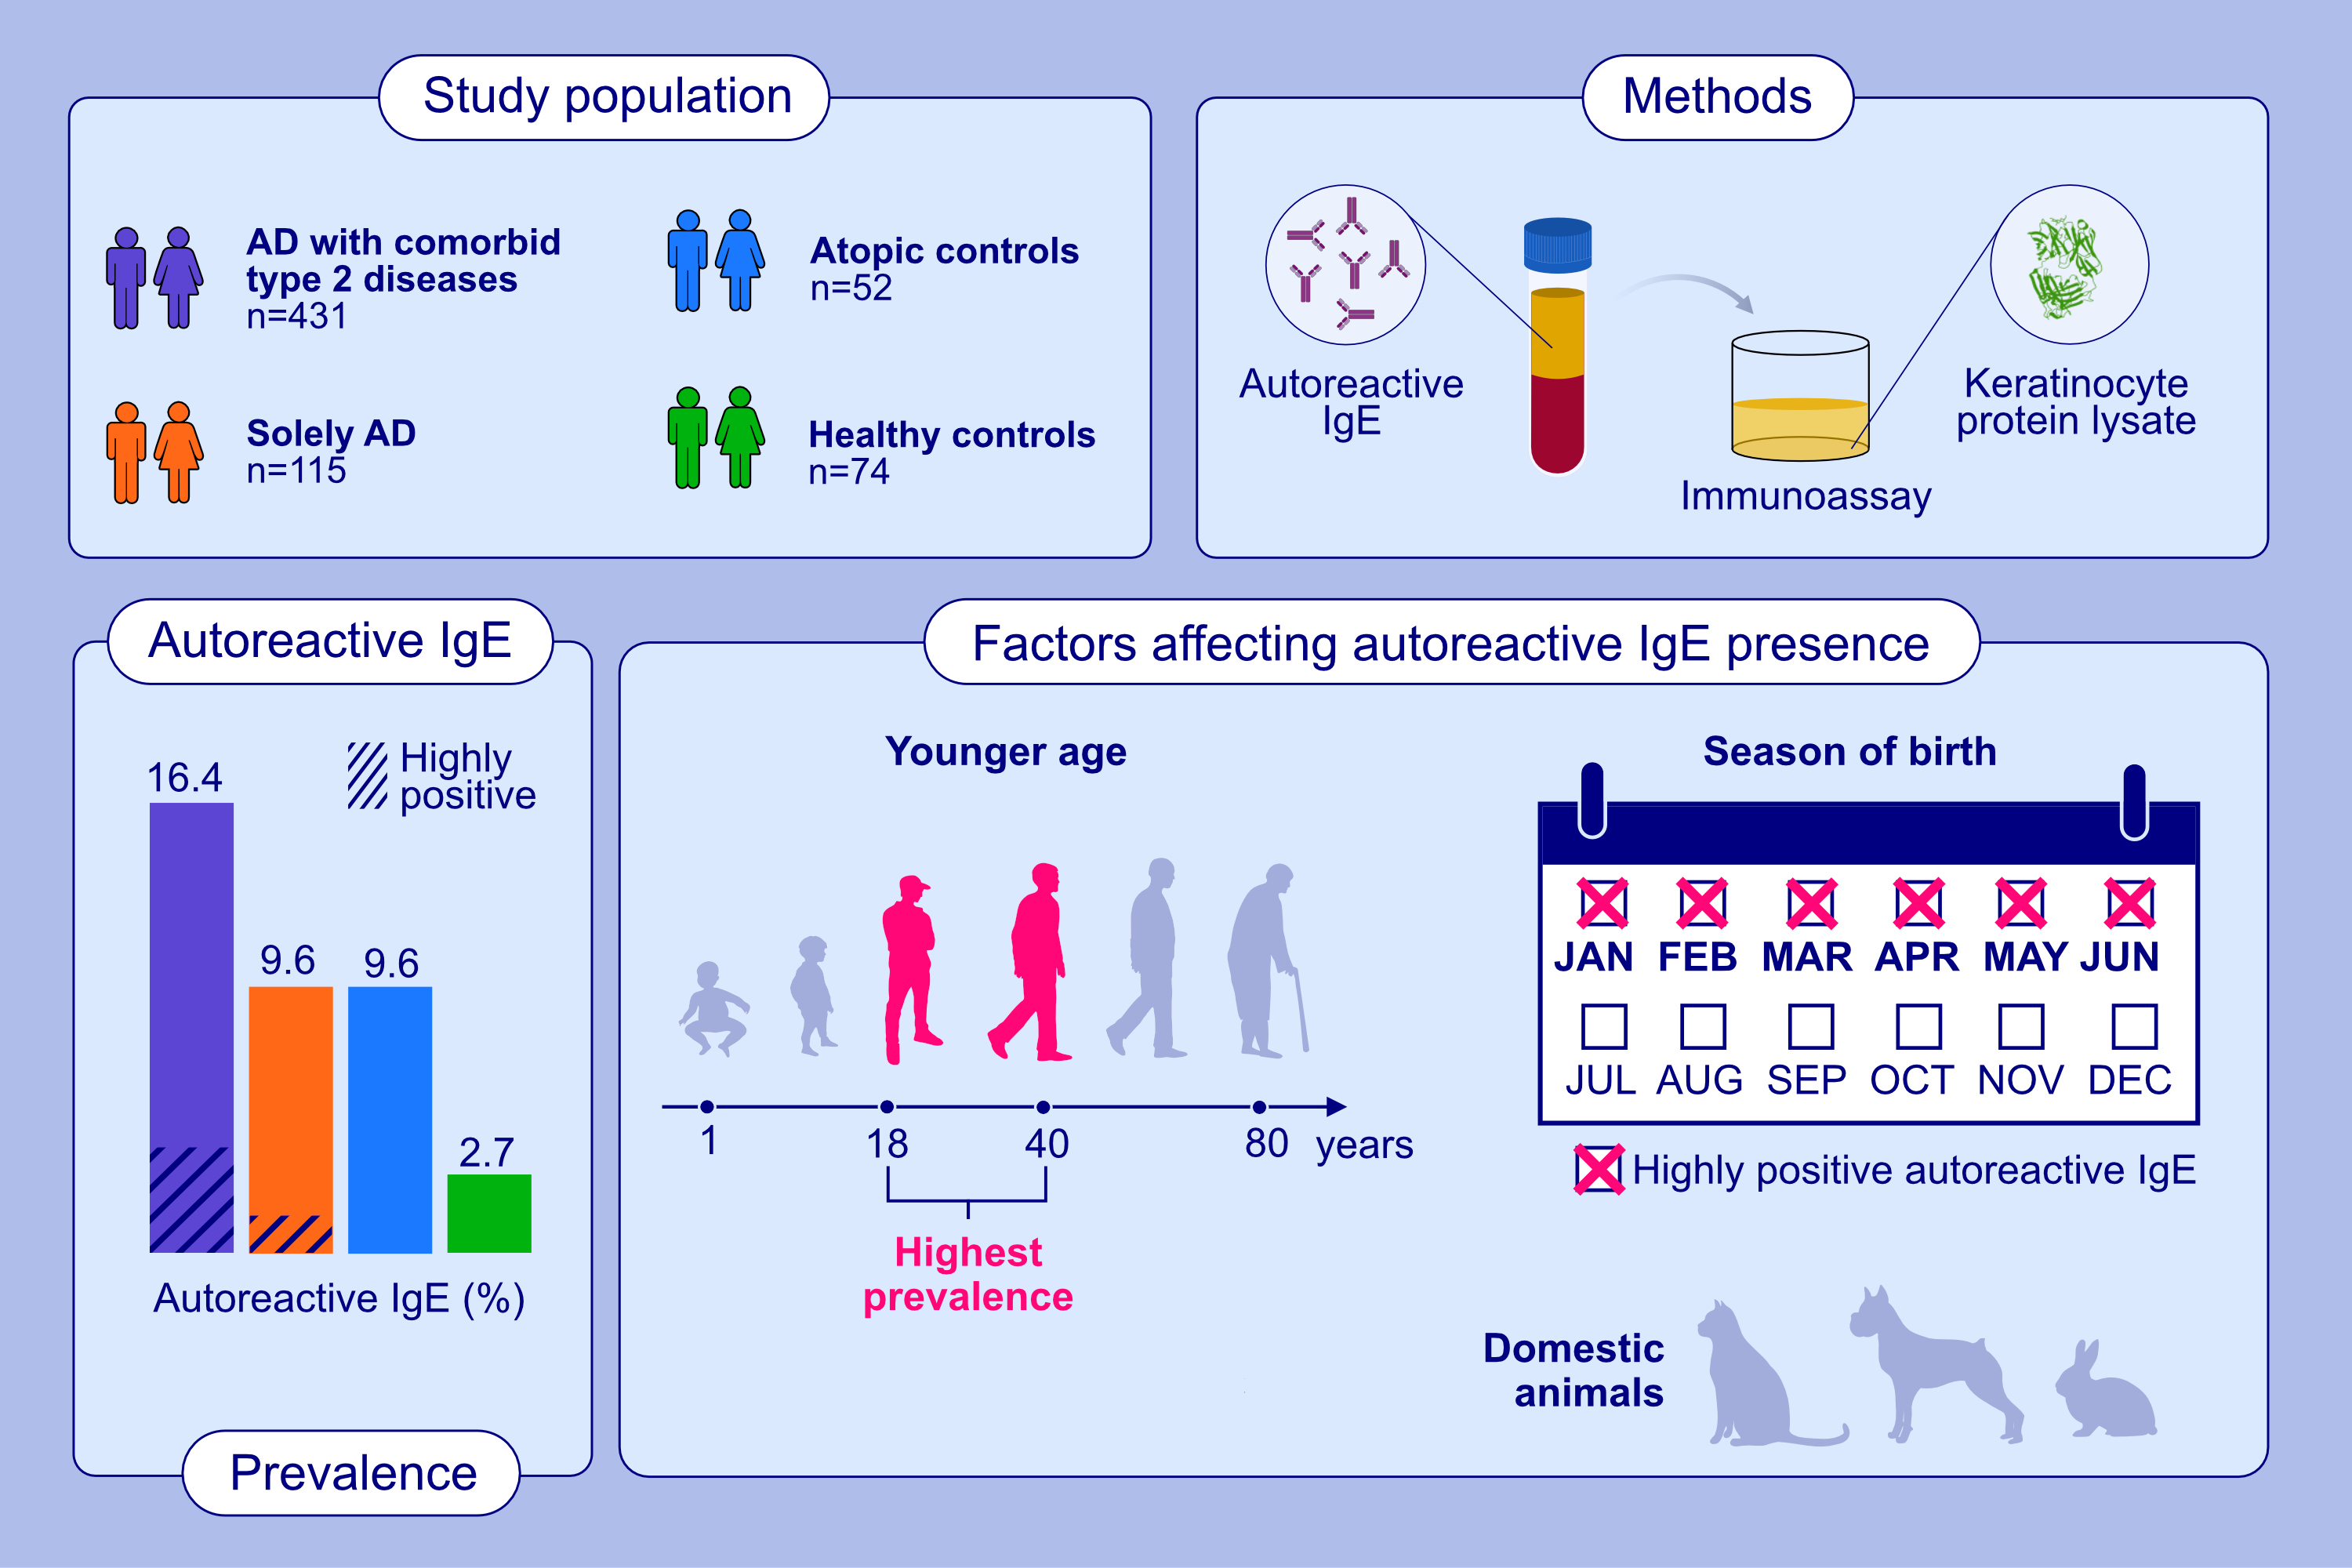 Study population
AD with comorbid
type 2 diseases
n=431
Atopic controls
n=52
Solely AD
n=115
Healthy controls
n=74
Methods
Autoreactive
IgE
Immunoassay
Keratinocyte
protein lysate
Autoreactive IgE
Highly
positive
16.4
9.6
9.6
2.7
Autoreactive IgE (%)
Prevalence
Factors affecting autoreactive IgE presence
Younger age
1
18
40
80
years
Highest
prevalence
Season of birth
JAN FEB MAR APR MAY JUN
JUL AUG SEP OCT NOV DEC
Highly positive autoreactive IgE
Domestic
animals